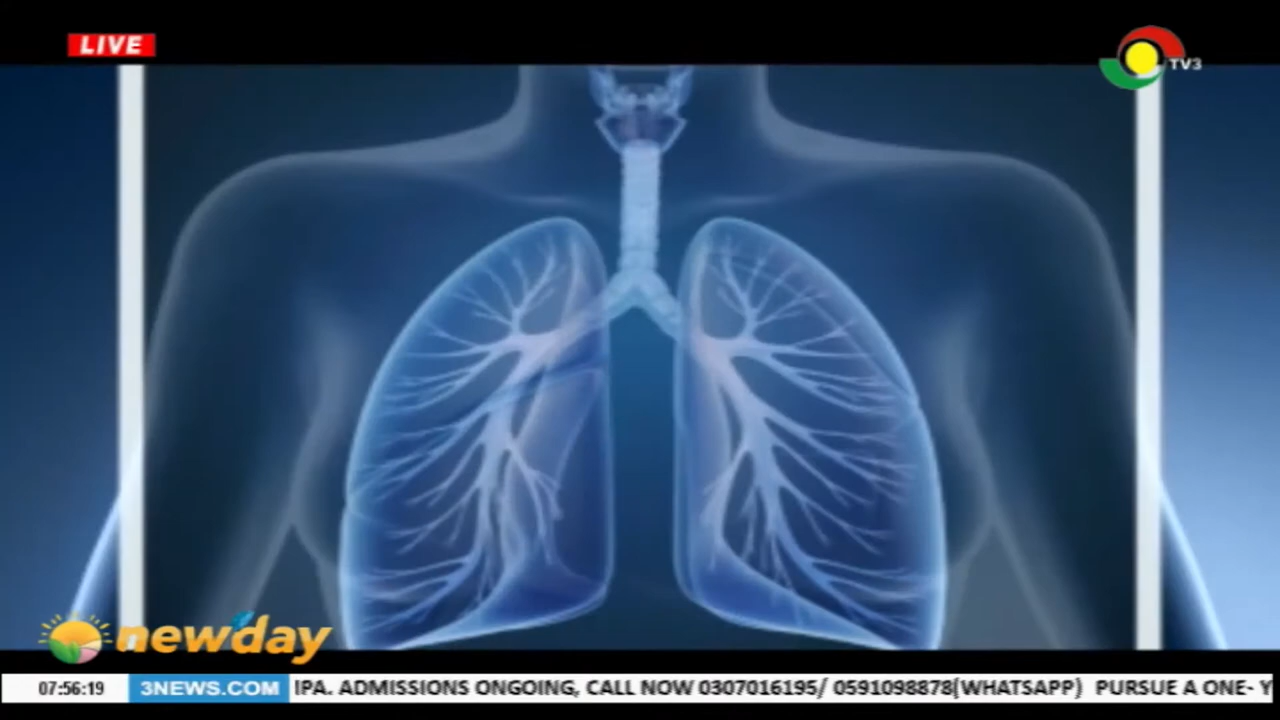 LIVE
TV3
newday
07:56:19
3NEWS.COM
IPA. ADMISSIONS ONGOING, CALL NOW 0307016195/ 0591098878(WHATSAPP) PURSUE A ONE- Y